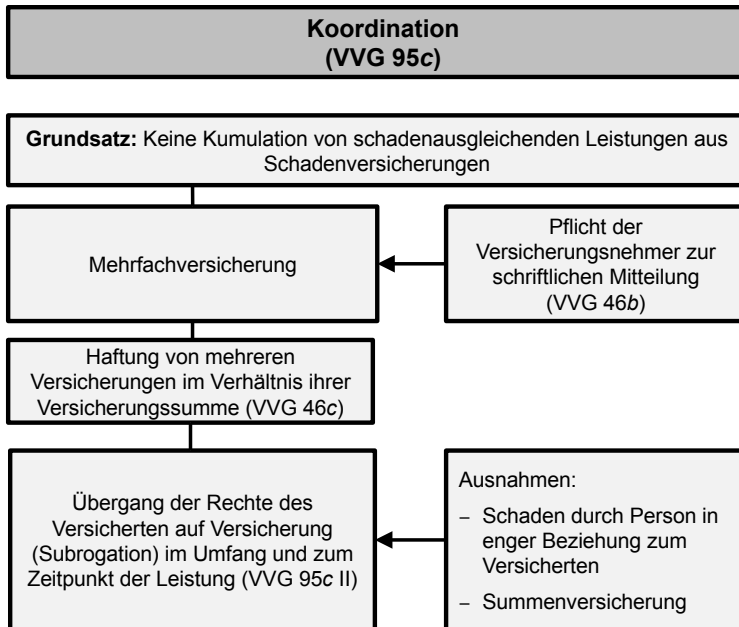 Koordination
(VVG 95c)
Grundsatz: Keine Kumulation von schadenausgleichenden Leistungen aus
Schadenversicherungen
Mehrfachversicherung
Pflicht der
Versicherungsnehmer zur
schriftlichen Mitteilung
(VVG 46b)
Haftung von mehreren
Versicherungen im Verhältnis ihrer
Versicherungssumme (VVG 46c)
Übergang der Rechte des
Versicherten auf Versicherung
(Subrogation) im Umfang und zum
Zeitpunkt der Leistung (VVG 95c II)
Ausnahmen:
– Schaden durch Person in
enger Beziehung zum
Versicherten
– Summenversicherung